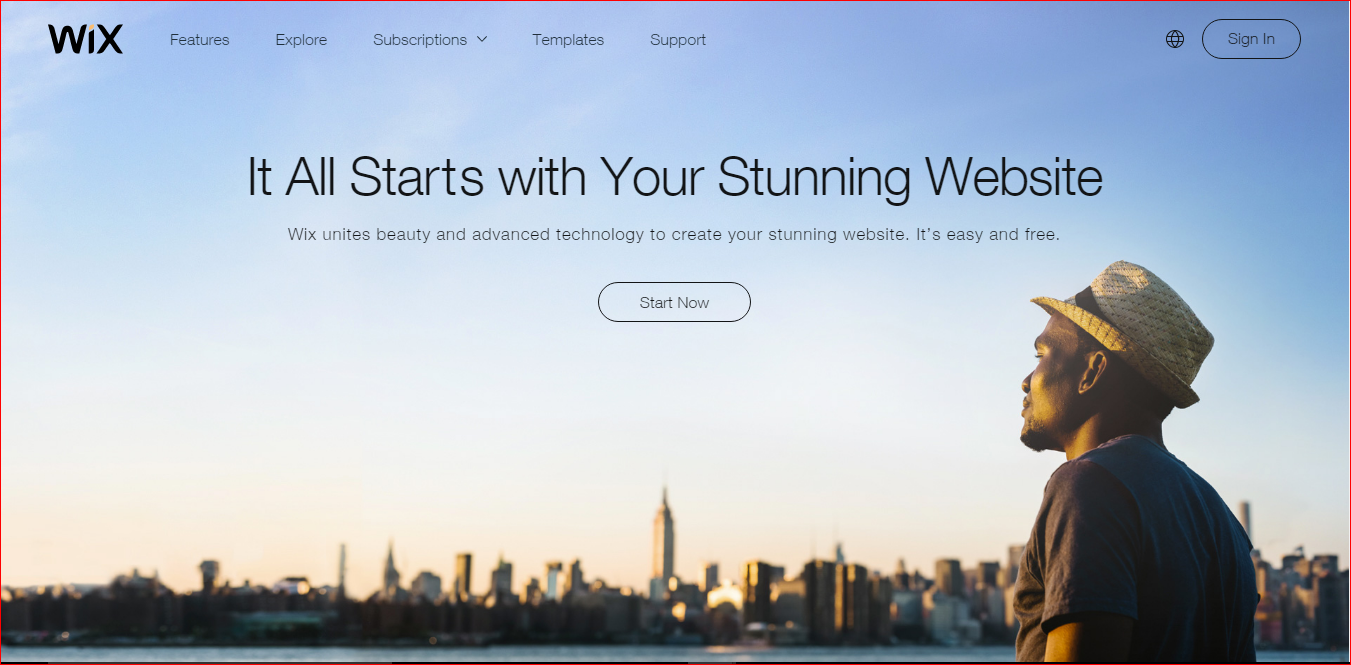 WiX
Features
Explore
Subscriptions
Templates
Support
Sign In
It All Starts with Your Stunning Website
Wix unites beauty and advanced technology to create your stunning website. It's easy and free.
Start Now